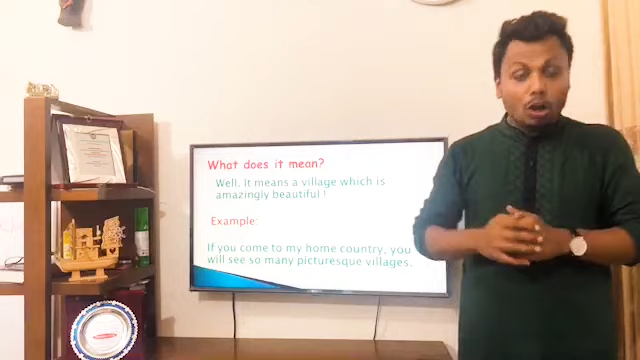 What does it mean?
Well. It means a village which is
amazingly beautiful !
Example:
If you come to my home country, you
will see so many picturesque villages.